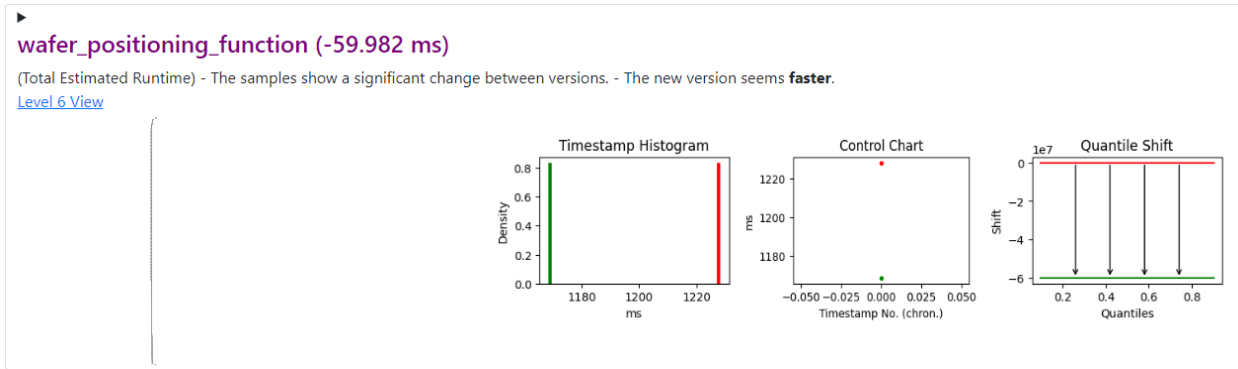 ▶
wafer_positioning_function (-59.982 ms)
(Total Estimated Runtime) - The samples show a significant change between versions. - The new version seems faster.
Level 6 View
Timestamp Histogram
Density
0.8
0.6
0.4
0.2
0.0
1180 1200 1220
ms
Control Chart
ms
1220
1200
1180
−0.050 −0.025 0.000 0.025 0.050
Timestamp No. (chron.)
Quantile Shift
1e7
Shift
0
−2
−4
−6
0.2 0.4 0.6 0.8
Quantiles